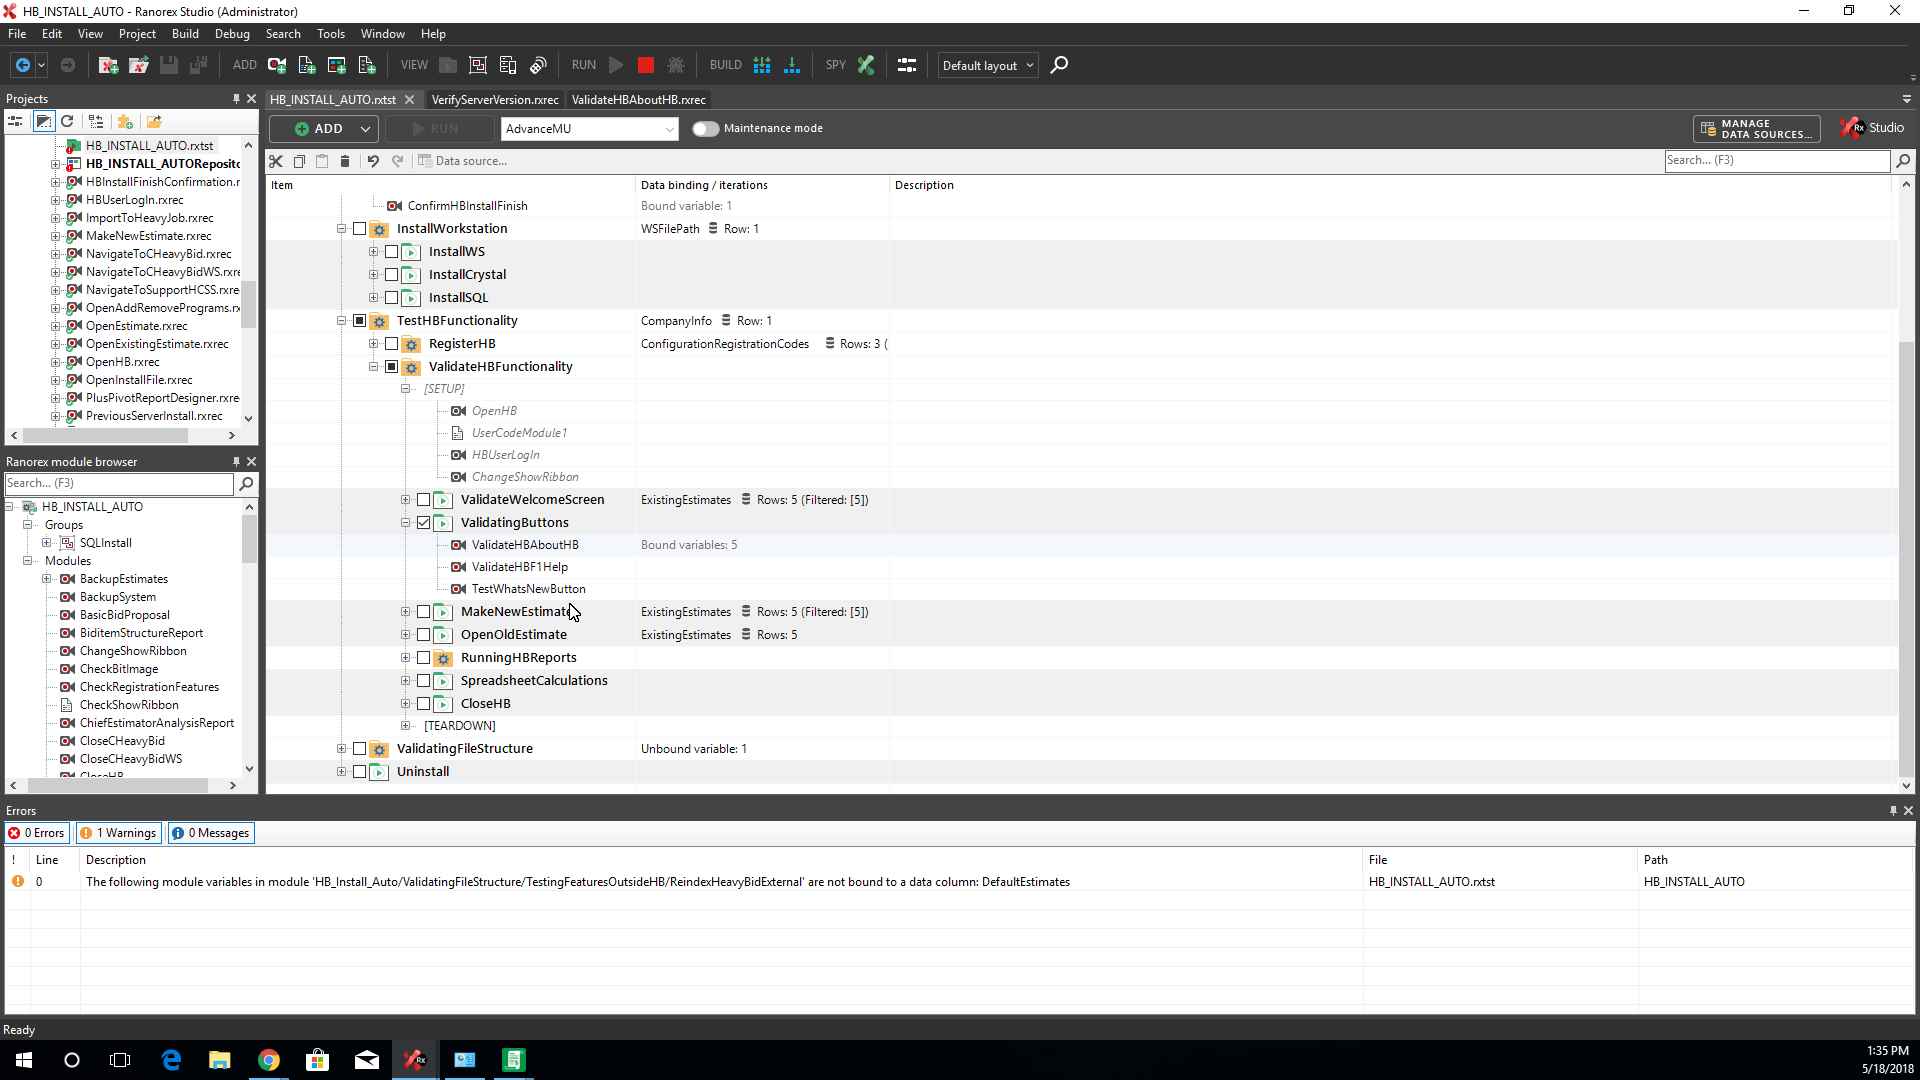 HB_INSTALL_AUTO - Ranorex Studio (Administrator)
File Edit View Project Build Debug Search Tools Window Help
ADD VIEW RUN BUILD SPY Default layout
Projects
HB_INSTALL_AUTO.rxtst
HB_INSTALL_AUTOReposito
HBInstallFinishConfirmation.r
HBUserLogIn.rxrec
ImportToHeavyJob.rxrec
MakeNewEstimate.rxrec
NavigateToCHeavyBid.rxrec
NavigateToCHeavyBidWS.rxre
NavigateToSupportHCSS.rxre
OpenAddRemovePrograms.rx
OpenEstimate.rxrec
OpenExistingEstimate.rxrec
OpenHB.rxrec
OpenInstallFile.rxrec
PlusPivotReportDesigner.rxre
PreviousServerInstall.rxrec
Ranorex module browser
Search... (F3)
HB_INSTALL_AUTO
Groups
SQLInstall
Modules
BackupEstimates
BackupSystem
BasicBidProposal
BiditemStructureReport
ChangeShowRibbon
CheckBitImage
CheckRegistrationFeatures
CheckShowRibbon
ChiefEstimatorAnalysisReport
CloseCHeavyBid
CloseCHeavyBidWS
CloseHB
HB_INSTALL_AUTO.rxtst VerifyServerVersion.rxrec ValidateHBAboutHB.rxrec
ADD RUN AdvanceMU Maintenance mode MANAGE DATA SOURCES... Rx Studio
Data source... Search... (F3)
Item Data binding / iterations Description
ConfirmHBInstallFinish Bound variable: 1
InstallWorkstation WSFilePath Row: 1
InstallWS
InstallCrystal
InstallSQL
TestHBFunctionality CompanyInfo Row: 1
RegisterHB ConfigurationRegistrationCodes Rows: 3 (
ValidateHBFunctionality
[SETUP]
OpenHB
UserCodeModule1
HBUserLogIn
ChangeShowRibbon
ValidateWelcomeScreen ExistingEstimates Rows: 5 (Filtered: [5])
ValidatingButtons
ValidateHBAboutHB Bound variables: 5
ValidateHBF1Help
TestWhatsNewButton
MakeNewEstimate ExistingEstimates Rows: 5 (Filtered: [5])
OpenOldEstimate ExistingEstimates Rows: 5
RunningHBReports
SpreadsheetCalculations
CloseHB
[TEARDOWN]
ValidatingFileStructure Unbound variable: 1
Uninstall
Errors
0 Errors 1 Warnings 0 Messages
! Line Description File Path
0 The following module variables in module 'HB_Install_Auto/ValidatingFileStructure/TestingFeaturesOutsideHB/ReindexHeavyBidExternal' are not bound to a data column: DefaultEstimates HB_INSTALL_AUTO.rxtst HB_INSTALL_AUTO
Ready
Rx
1:35 PM
5/18/2018